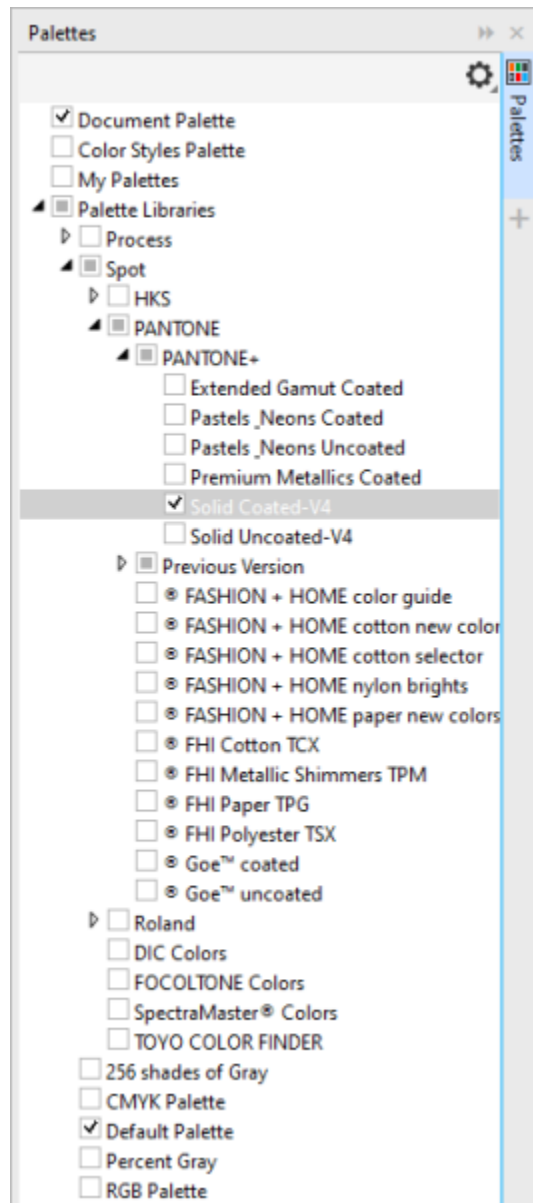 Palettes
Palettes
Document Palette
Color Styles Palette
My Palettes
Palette Libraries
Process
Spot
HKS
PANTONE
PANTONE+
Extended Gamut Coated
Pastels _Neons Coated
Pastels _Neons Uncoated
Premium Metallics Coated
Solid Coated-V4
Solid Uncoated-V4
Previous Version
® FASHION + HOME color guide
® FASHION + HOME cotton new color
® FASHION + HOME cotton selector
® FASHION + HOME nylon brights
® FASHION + HOME paper new colors
® FHI Cotton TCX
® FHI Metallic Shimmers TPM
® FHI Paper TPG
® FHI Polyester TSX
® Goe™ coated
® Goe™ uncoated
Roland
DIC Colors
FOCOLTONE Colors
SpectraMaster® Colors
TOYO COLOR FINDER
256 shades of Gray
CMYK Palette
Default Palette
Percent Gray
RGB Palette